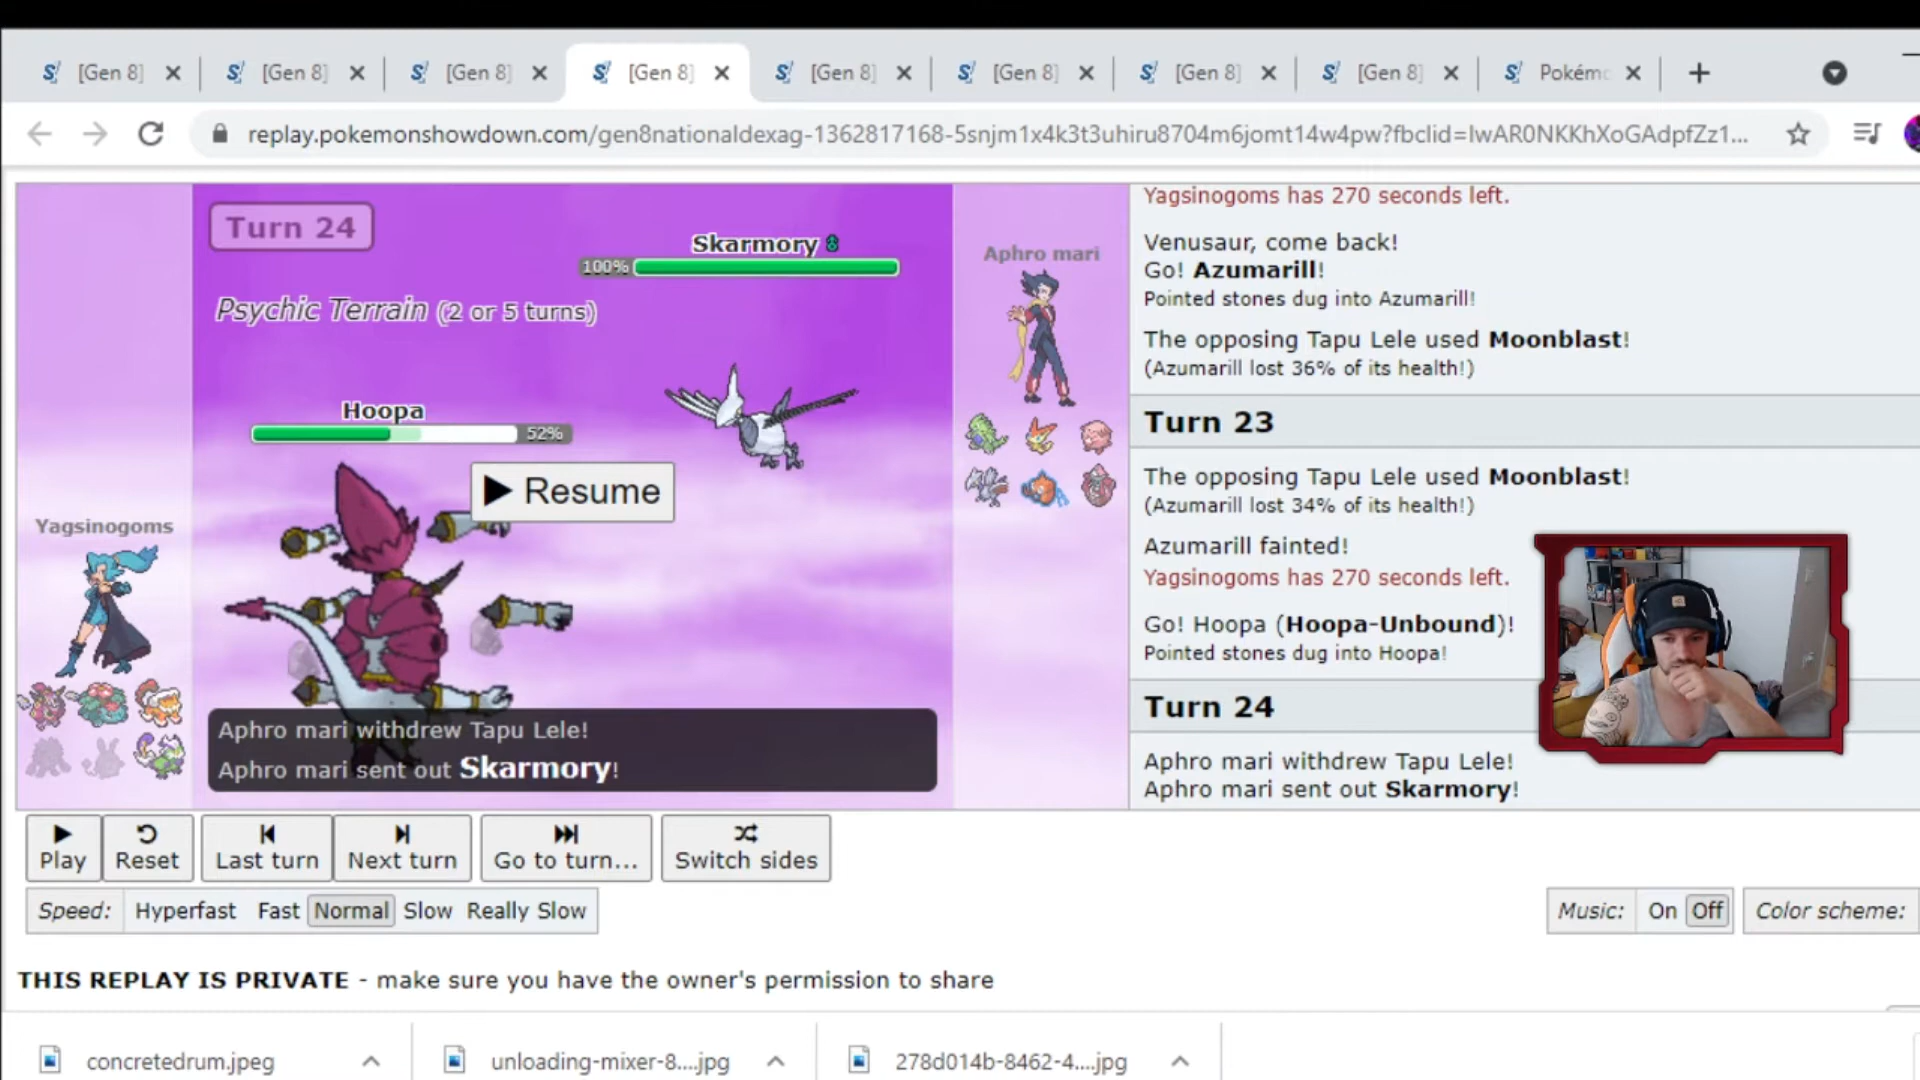 [Gen 8]
[Gen 8]
[Gen 8]
[Gen 8]
[Gen 8]
[Gen 8]
[Gen 8]
[Gen 8]
Pokémo
replay.pokemonshowdown.com/gen8nationaldexag-1362817168-5snjm1x4k3t3uhiru8704m6jomt14w4pw?fbclid=IwAR0NKKhXoGAdpfZz1...
Turn 24
Skarmory
100%
Psychic Terrain (2 or 5 turns)
Hoopa
52%
Resume
Yagsinogoms
Aphro mari
Aphro mari withdrew Tapu Lele!
Aphro mari sent out Skarmory!
Yagsinogoms has 270 seconds left.
Venusaur, come back!
Go! Azumarill!
Pointed stones dug into Azumarill!
The opposing Tapu Lele used Moonblast!
(Azumarill lost 36% of its health!)
Turn 23
The opposing Tapu Lele used Moonblast!
(Azumarill lost 34% of its health!)
Azumarill fainted!
Yagsinogoms has 270 seconds left.
Go! Hoopa (Hoopa-Unbound)!
Pointed stones dug into Hoopa!
Turn 24
Aphro mari withdrew Tapu Lele!
Aphro mari sent out Skarmory!
Play
Reset
Last turn
Next turn
Go to turn...
Switch sides
Speed: Hyperfast Fast Normal Slow Really Slow
Music: On Off
Color scheme:
THIS REPLAY IS PRIVATE - make sure you have the owner's permission to share
concretedrum.jpeg
unloading-mixer-8....jpg
278d014b-8462-4....jpg